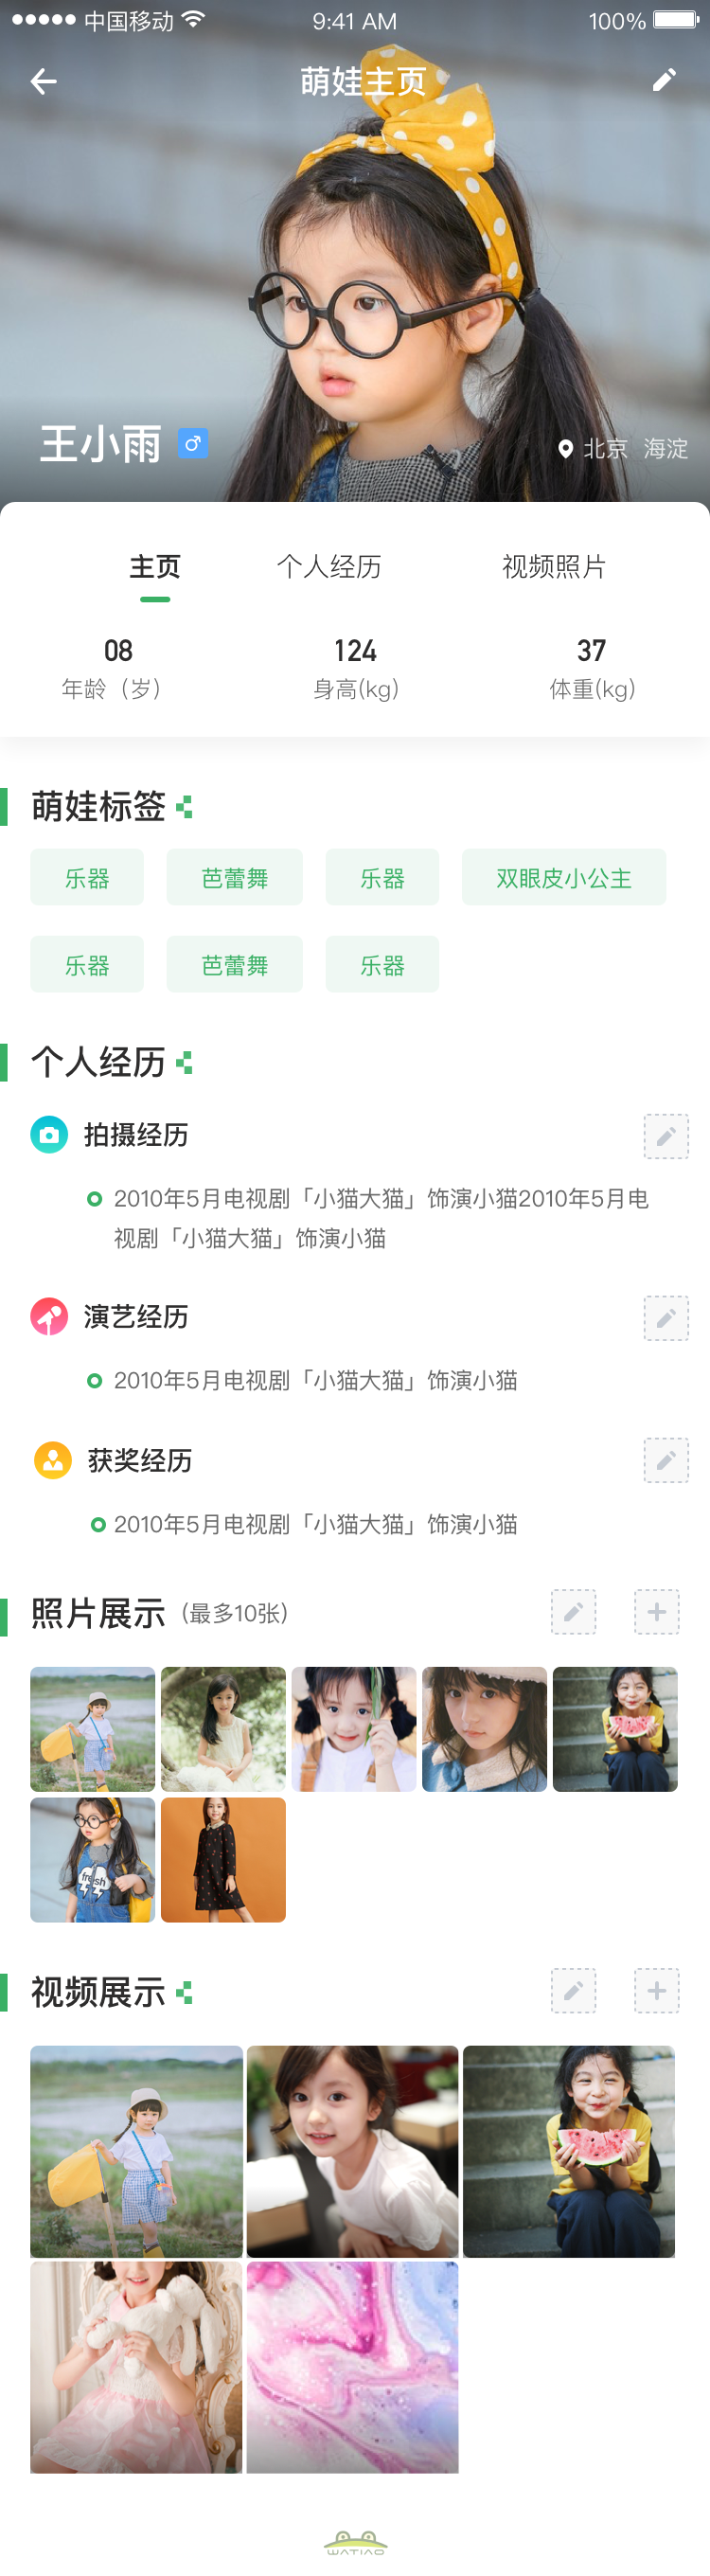 中国移动 9:41 AM 100%
萌娃主页
王小雨 北京 海淀
主页 个人经历 视频照片
08 124 37
年龄（岁） 身高(kg) 体重(kg)
萌娃标签
乐器 芭蕾舞 乐器 双眼皮小公主
乐器 芭蕾舞 乐器
个人经历
拍摄经历
2010年5月电视剧「小猫大猫」饰演小猫2010年5月电
视剧「小猫大猫」饰演小猫
演艺经历
2010年5月电视剧「小猫大猫」饰演小猫
获奖经历
2010年5月电视剧「小猫大猫」饰演小猫
照片展示 (最多10张)
fresh
视频展示
WATIAO